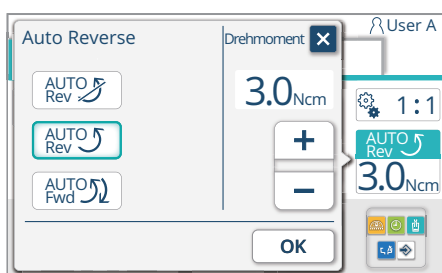 Auto Reverse
Drehmoment
User A
AUTO
Rev
3.0Ncm
1:1
AUTO
Rev
AUTO
Rev
+
3.0Ncm
AUTO
Fwd
−
OK